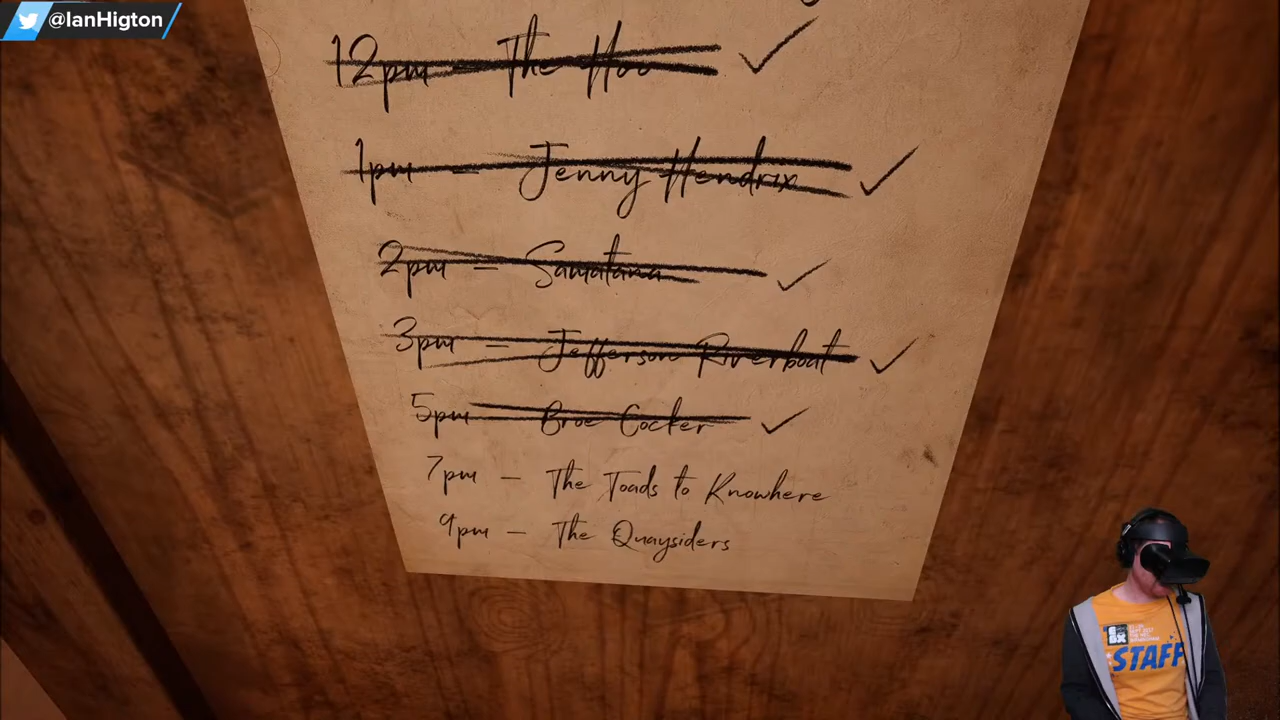 @IanHigton
12pm - The Hoo ✓
1pm - Jenny Hendrix ✓
2pm - Samatana ✓
3pm - Jefferson Riverboat ✓
5pm Broe Cocker ✓
7pm - The Toads to Knowhere
9pm - The Quaysiders
STAFF